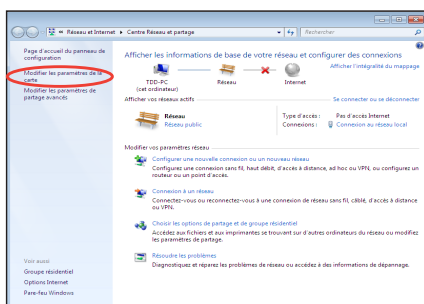 Réseau et Internet ▸ Centre Réseau et partage
Rechercher
Page d'accueil du panneau de
configuration
Modifier les paramètres de la
carte
Modifier les paramètres de
partage avancés
Afficher les informations de base de votre réseau et configurer des connexions
Afficher l'intégralité du mappage
TDD-PC
(cet ordinateur)
Réseau
Internet
Afficher vos réseaux actifs
Se connecter ou se déconnecter
Réseau
Réseau public
Type d'accès : Pas d'accès Internet
Connexions : Connexion au réseau local
Modifier vos paramètres réseau
Configurer une nouvelle connexion ou un nouveau réseau
Configurez une connexion sans fil, haut débit, d'accès à distance, ad hoc ou VPN, ou configurez un
routeur ou un point d'accès.
Connexion à un réseau
Connectez-vous ou reconnectez-vous à une connexion de réseau sans fil, câblé, d'accès à distance
ou VPN.
Choisir les options de partage et de groupe résidentiel
Accédez aux fichiers et aux imprimantes se trouvant sur d'autres ordinateurs du réseau ou modifiez
les paramètres de partage.
Résoudre les problèmes
Diagnostiquez et réparez les problèmes de réseau ou accédez à des informations de dépannage.
Voir aussi
Groupe résidentiel
Options Internet
Pare-feu Windows